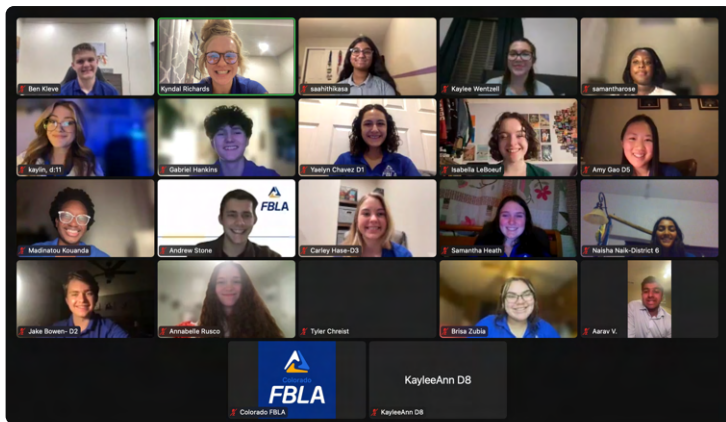 Ben Kleve
Kyndal Richards
saahithikasa
Kaylee Wentzell
samantharose
kaylin, d:11
Gabriel Hankins
Yaelyn Chavez D1
Isabella LeBoeuf
Amy Gao D5
Madinatou Kouanda
FBLA
Andrew Stone
Carley Hase-D3
Samantha Heath
Naisha Naik-District 6
Jake Bowen- D2
Annabelle Rusco
Tyler Chreist
Brisa Zubia
Aarav V.
Colorado
FBLA
Colorado FBLA
KayleeAnn D8
KayleeAnn D8